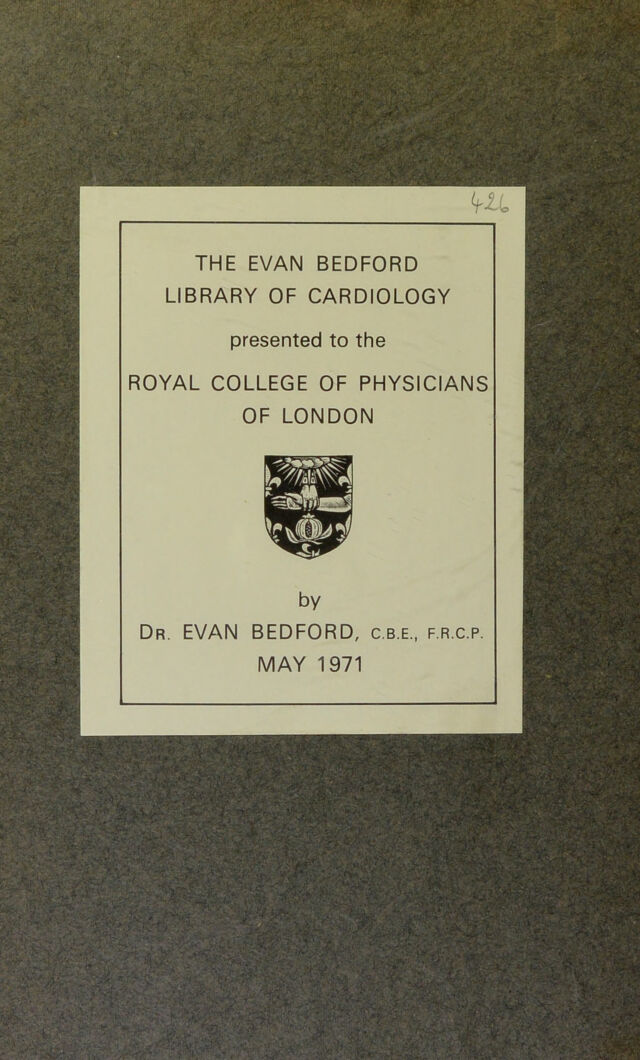 426
THE EVAN BEDFORD
LIBRARY OF CARDIOLOGY
presented to the
ROYAL COLLEGE OF PHYSICIANS
OF LONDON
by
DR. EVAN BEDFORD, C.B.E., F.R.C.P.
MAY 1971